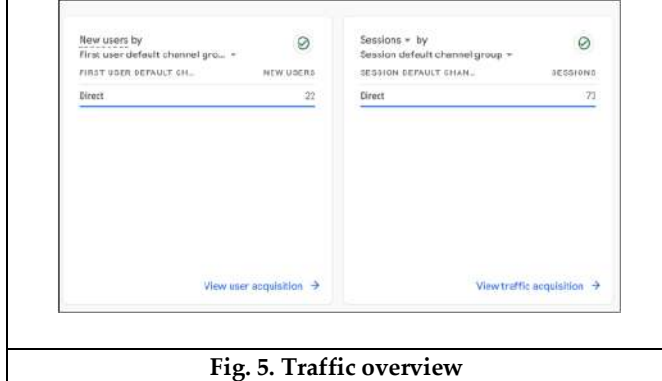 New users by
First user default channel gro...
FIRST USER DEFAULT CH... NEW USERS
Direct 22
View user acquisition →
Sessions by
Session default channel group
SESSION DEFAULT CHAN... SESSIONS
Direct 73
View traffic acquisition →
Fig. 5. Traffic overview